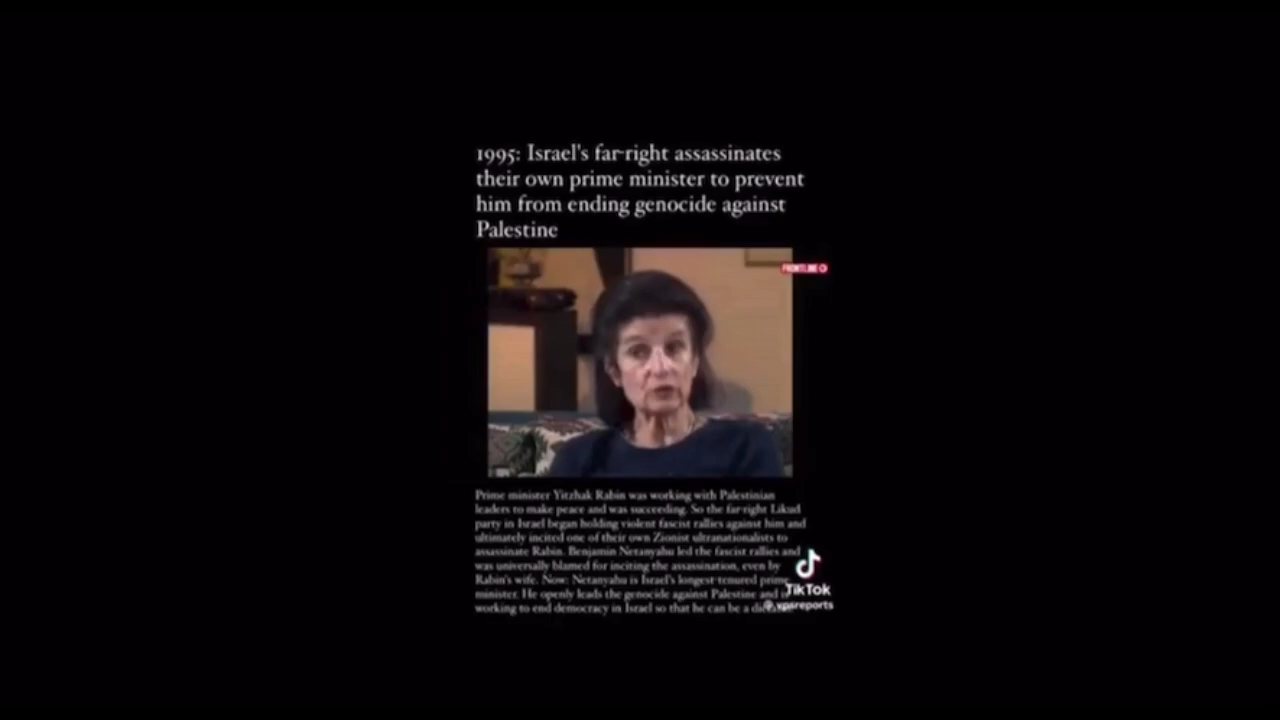 1995: Israel's far-right assassinates
their own prime minister to prevent
him from ending genocide against
Palestine
FRONTLINE
Prime minister Yitzhak Rabin was working with Palestinian
leaders to make peace and was succeeding. So the far-right Likud
party in Israel began holding violent fascist rallies against him and
ultimately incited one of their own Zionist ultranationalists to
assassinate Rabin. Benjamin Netanyahu led the fascist rallies and
was universally blamed for inciting the assassination, even by
Rabin's wife. Now: Netanyahu is Israel's longest-tenured prime
minister. He openly leads the genocide against Palestine and is
working to end democracy in Israel so that he can be a
TikTok
@vpsreports